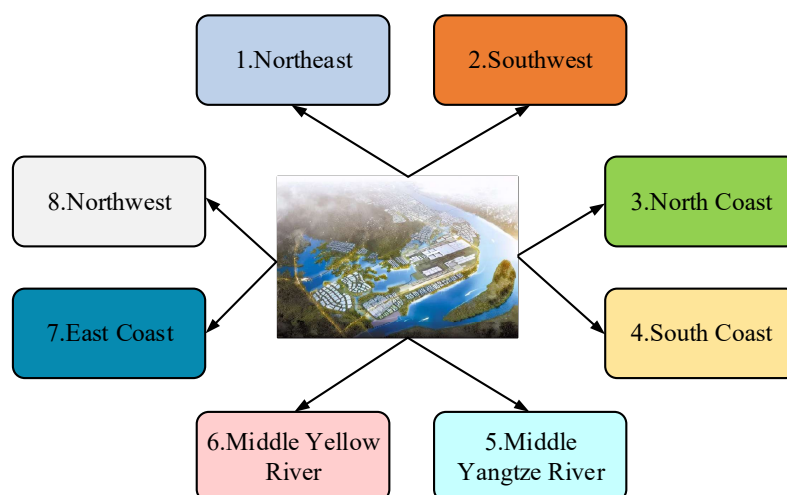 1.Northeast
2.Southwest
8.Northwest
3.North Coast
7.East Coast
4.South Coast
6.Middle Yellow
River
5.Middle
Yangtze River